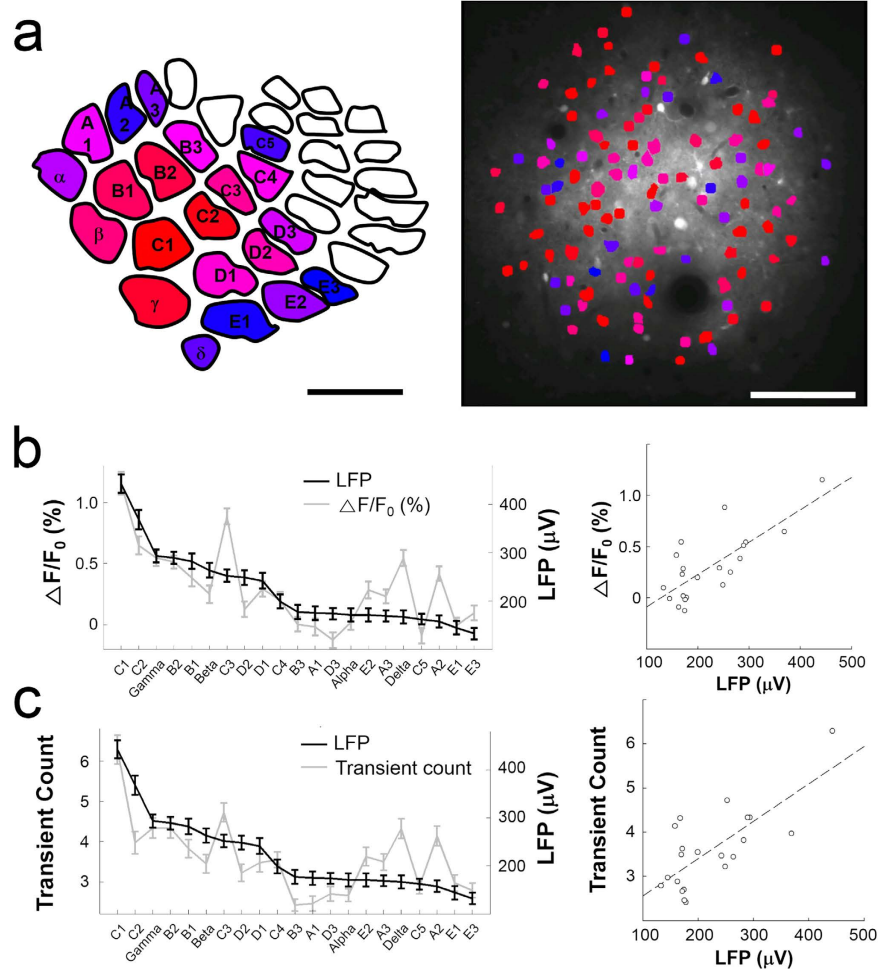 a
A
1
A
2
A
3
B3
C5
α
B1
B2
C3
C4
β
C1
C2
D3
D2
γ
D1
E3
E2
E1
δ
b
△F/F0 (%)
1.0
0.5
0
LFP
△F/F0 (%)
400
300
200
LFP (μV)
C1 C2 Gamma B2 B1 Beta C3 D2 D1 C4 B3 A1 D3 Alpha E2 A3 Delta C5 A2 E1 E3
△F/F0 (%)
1.0
0.5
0
100 200 300 400 500
LFP (μV)
c
Transient Count
6
5
4
3
LFP
Transient count
400
300
200
LFP (μV)
C1 C2 Gamma B2 B1 Beta C3 D2 D1 C4 B3 A1 D3 Alpha E2 A3 Delta C5 A2 E1 E3
Transient Count
6
5
4
3
100 200 300 400 500
LFP (μV)